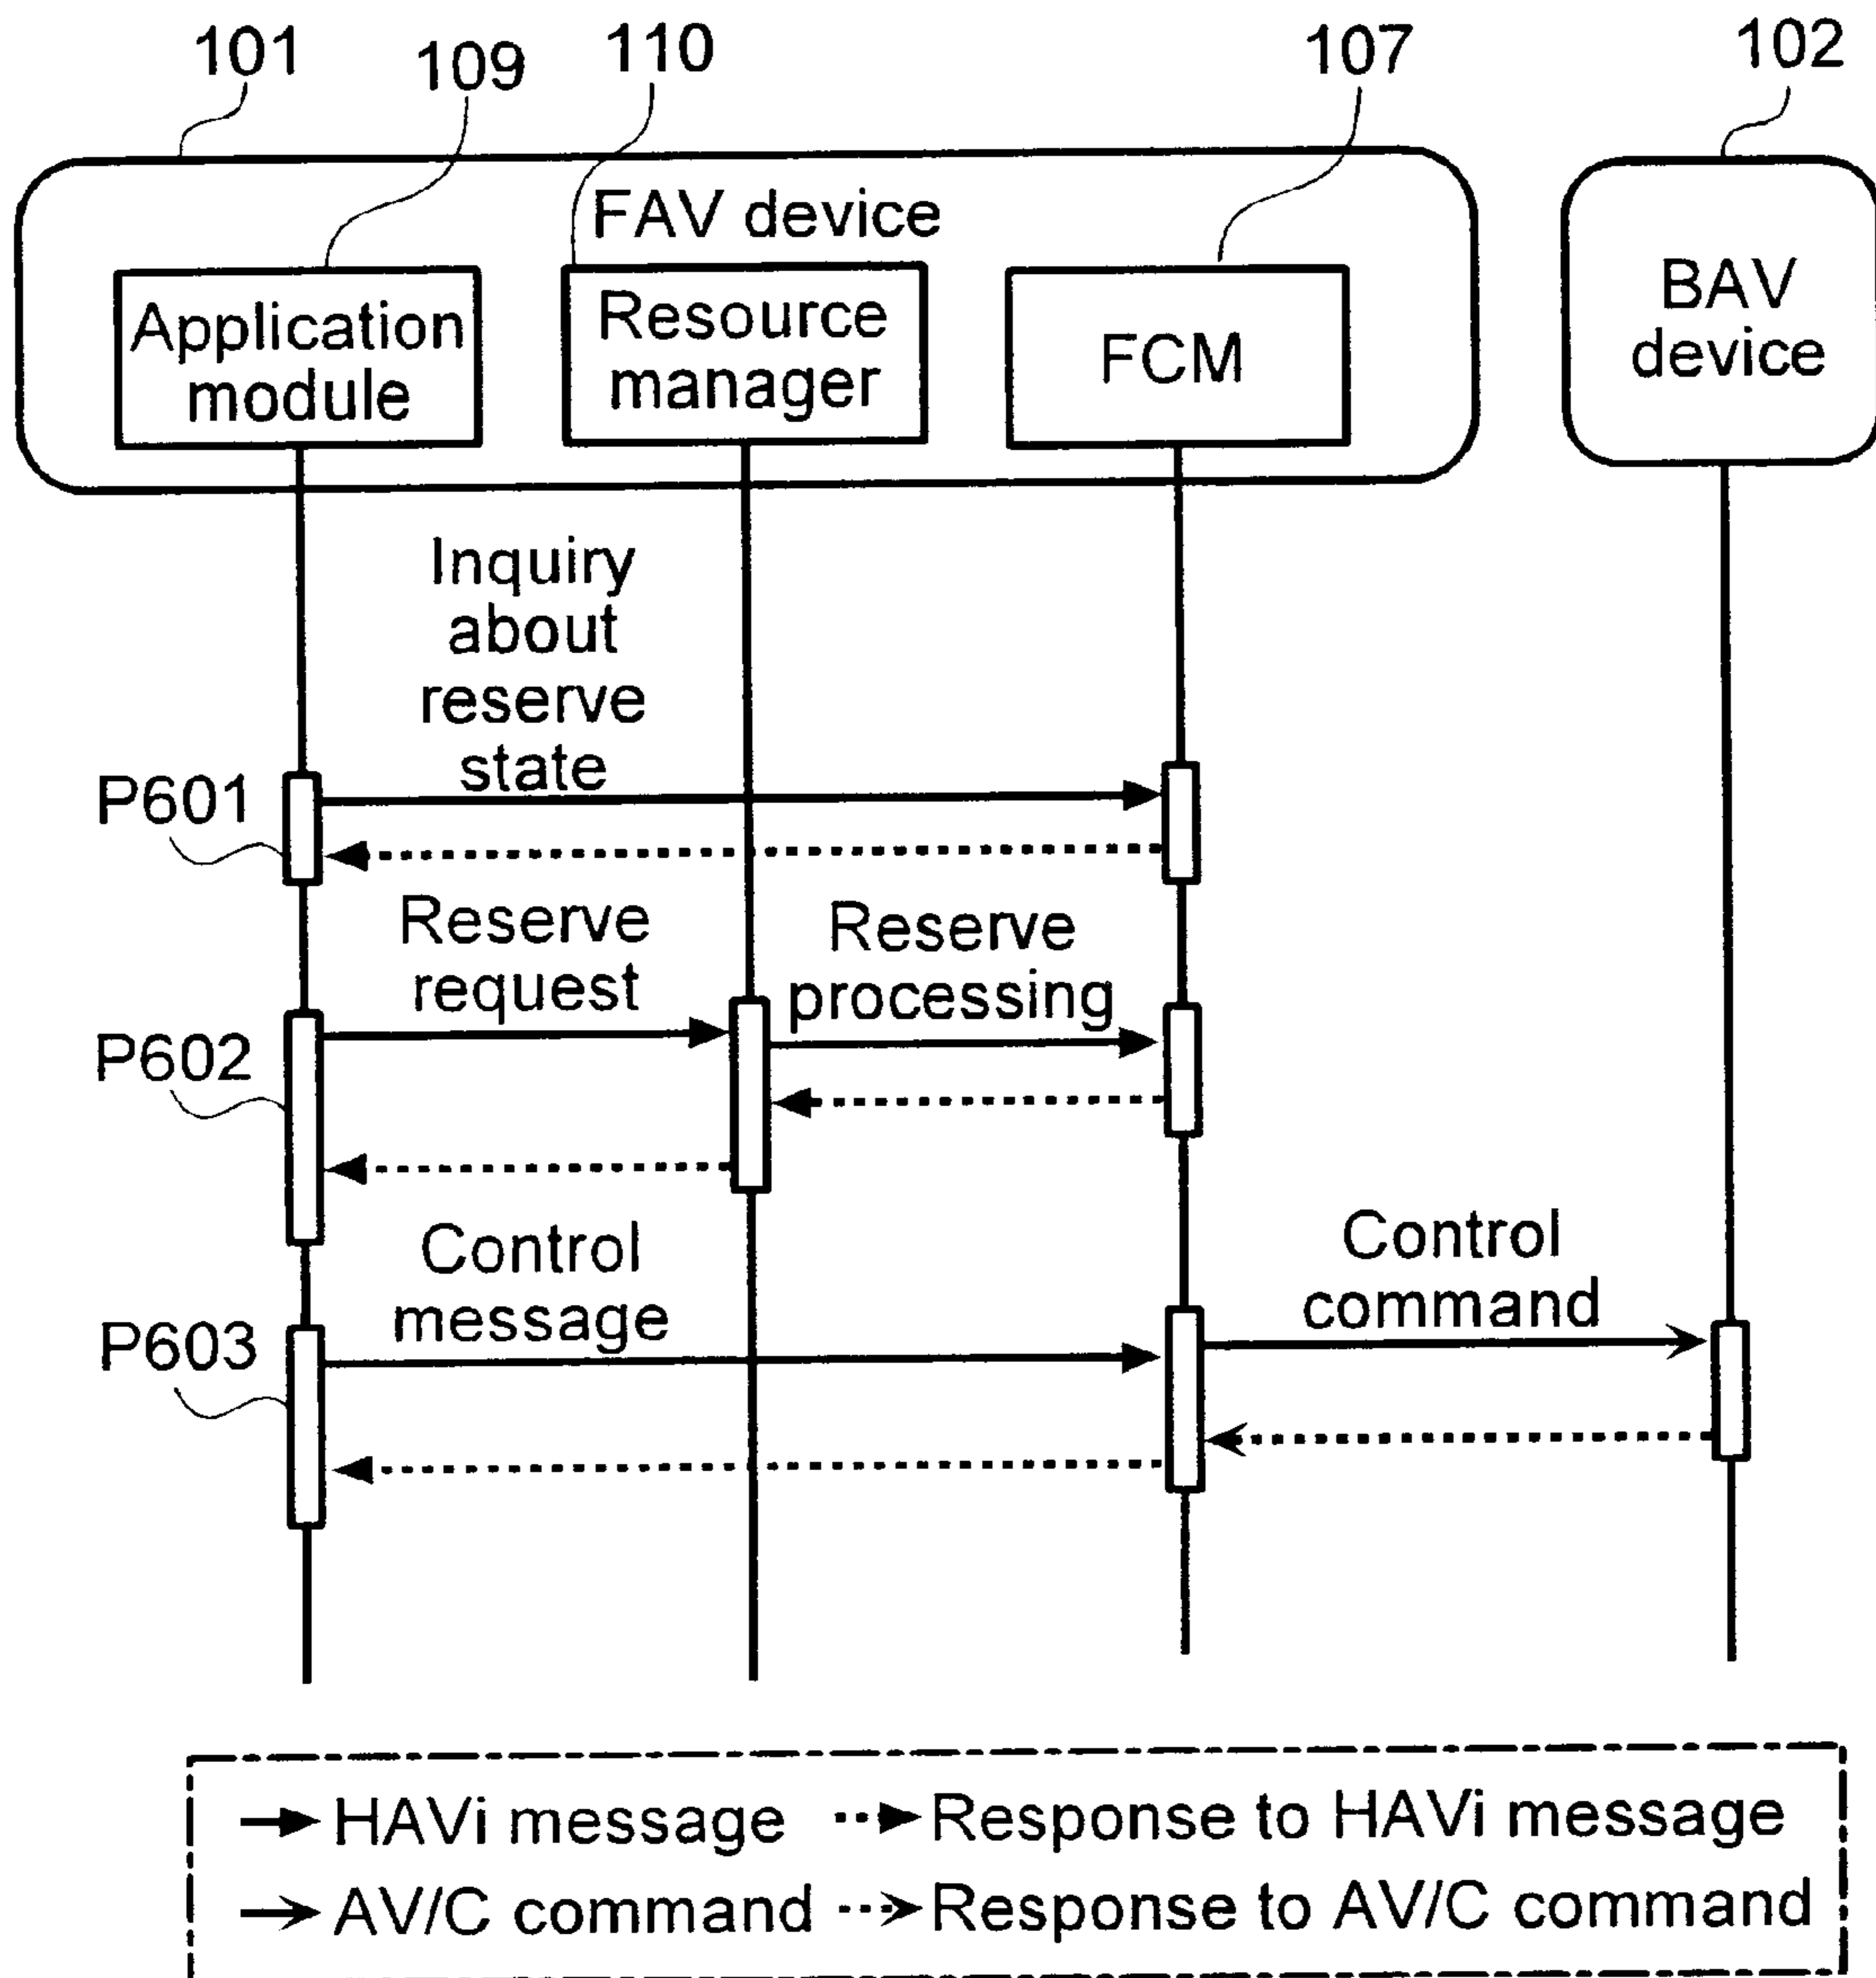 101
109
110
107
102
FAV device
Application
module
Resource
manager
FCM
BAV
device
Inquiry
about
reserve
state
P601
Reserve
request
Reserve
processing
P602
Control
message
Control
command
P603
HAVi message
Response to HAVi message
AV/C command
Response to AV/C command